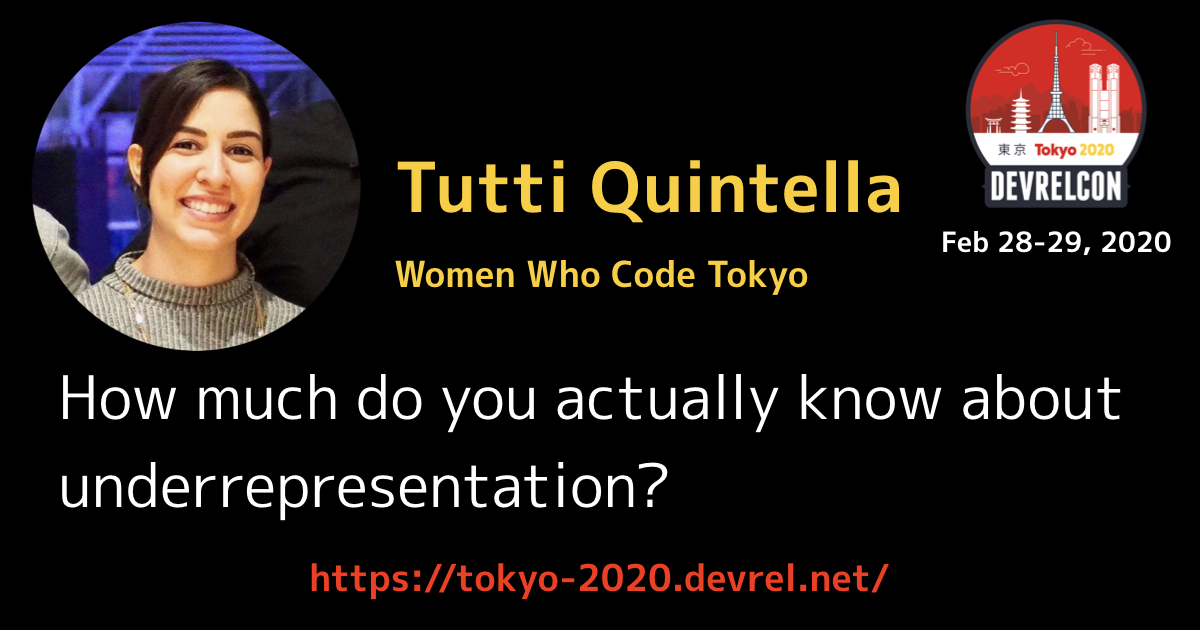 Tutti Quintella
Women Who Code Tokyo
東京 Tokyo 2020
DEVRELCON
Feb 28-29, 2020
How much do you actually know about
underrepresentation?
https://tokyo-2020.devrel.net/